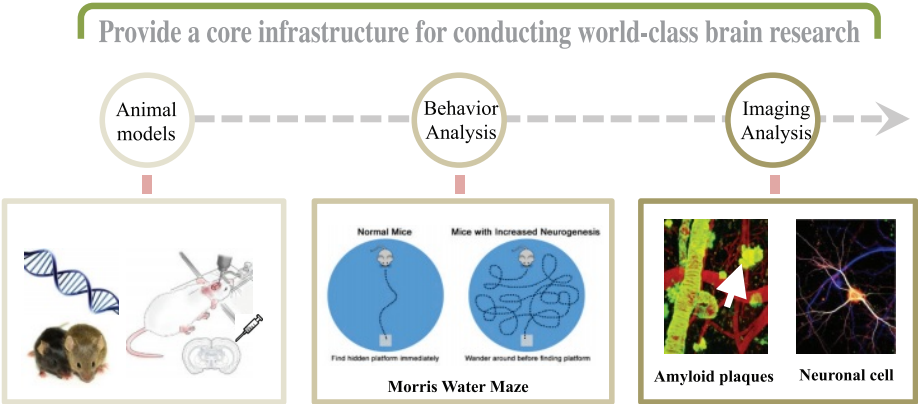 Provide a core infrastructure for conducting world-class brain research
Animal
models
Behavior
Analysis
Imaging
Analysis
Normal Mice
Mice with Increased Neurogenesis
Find hidden platform immediately
Wander around before finding platform
Morris Water Maze
Amyloid plaques
Neuronal cell